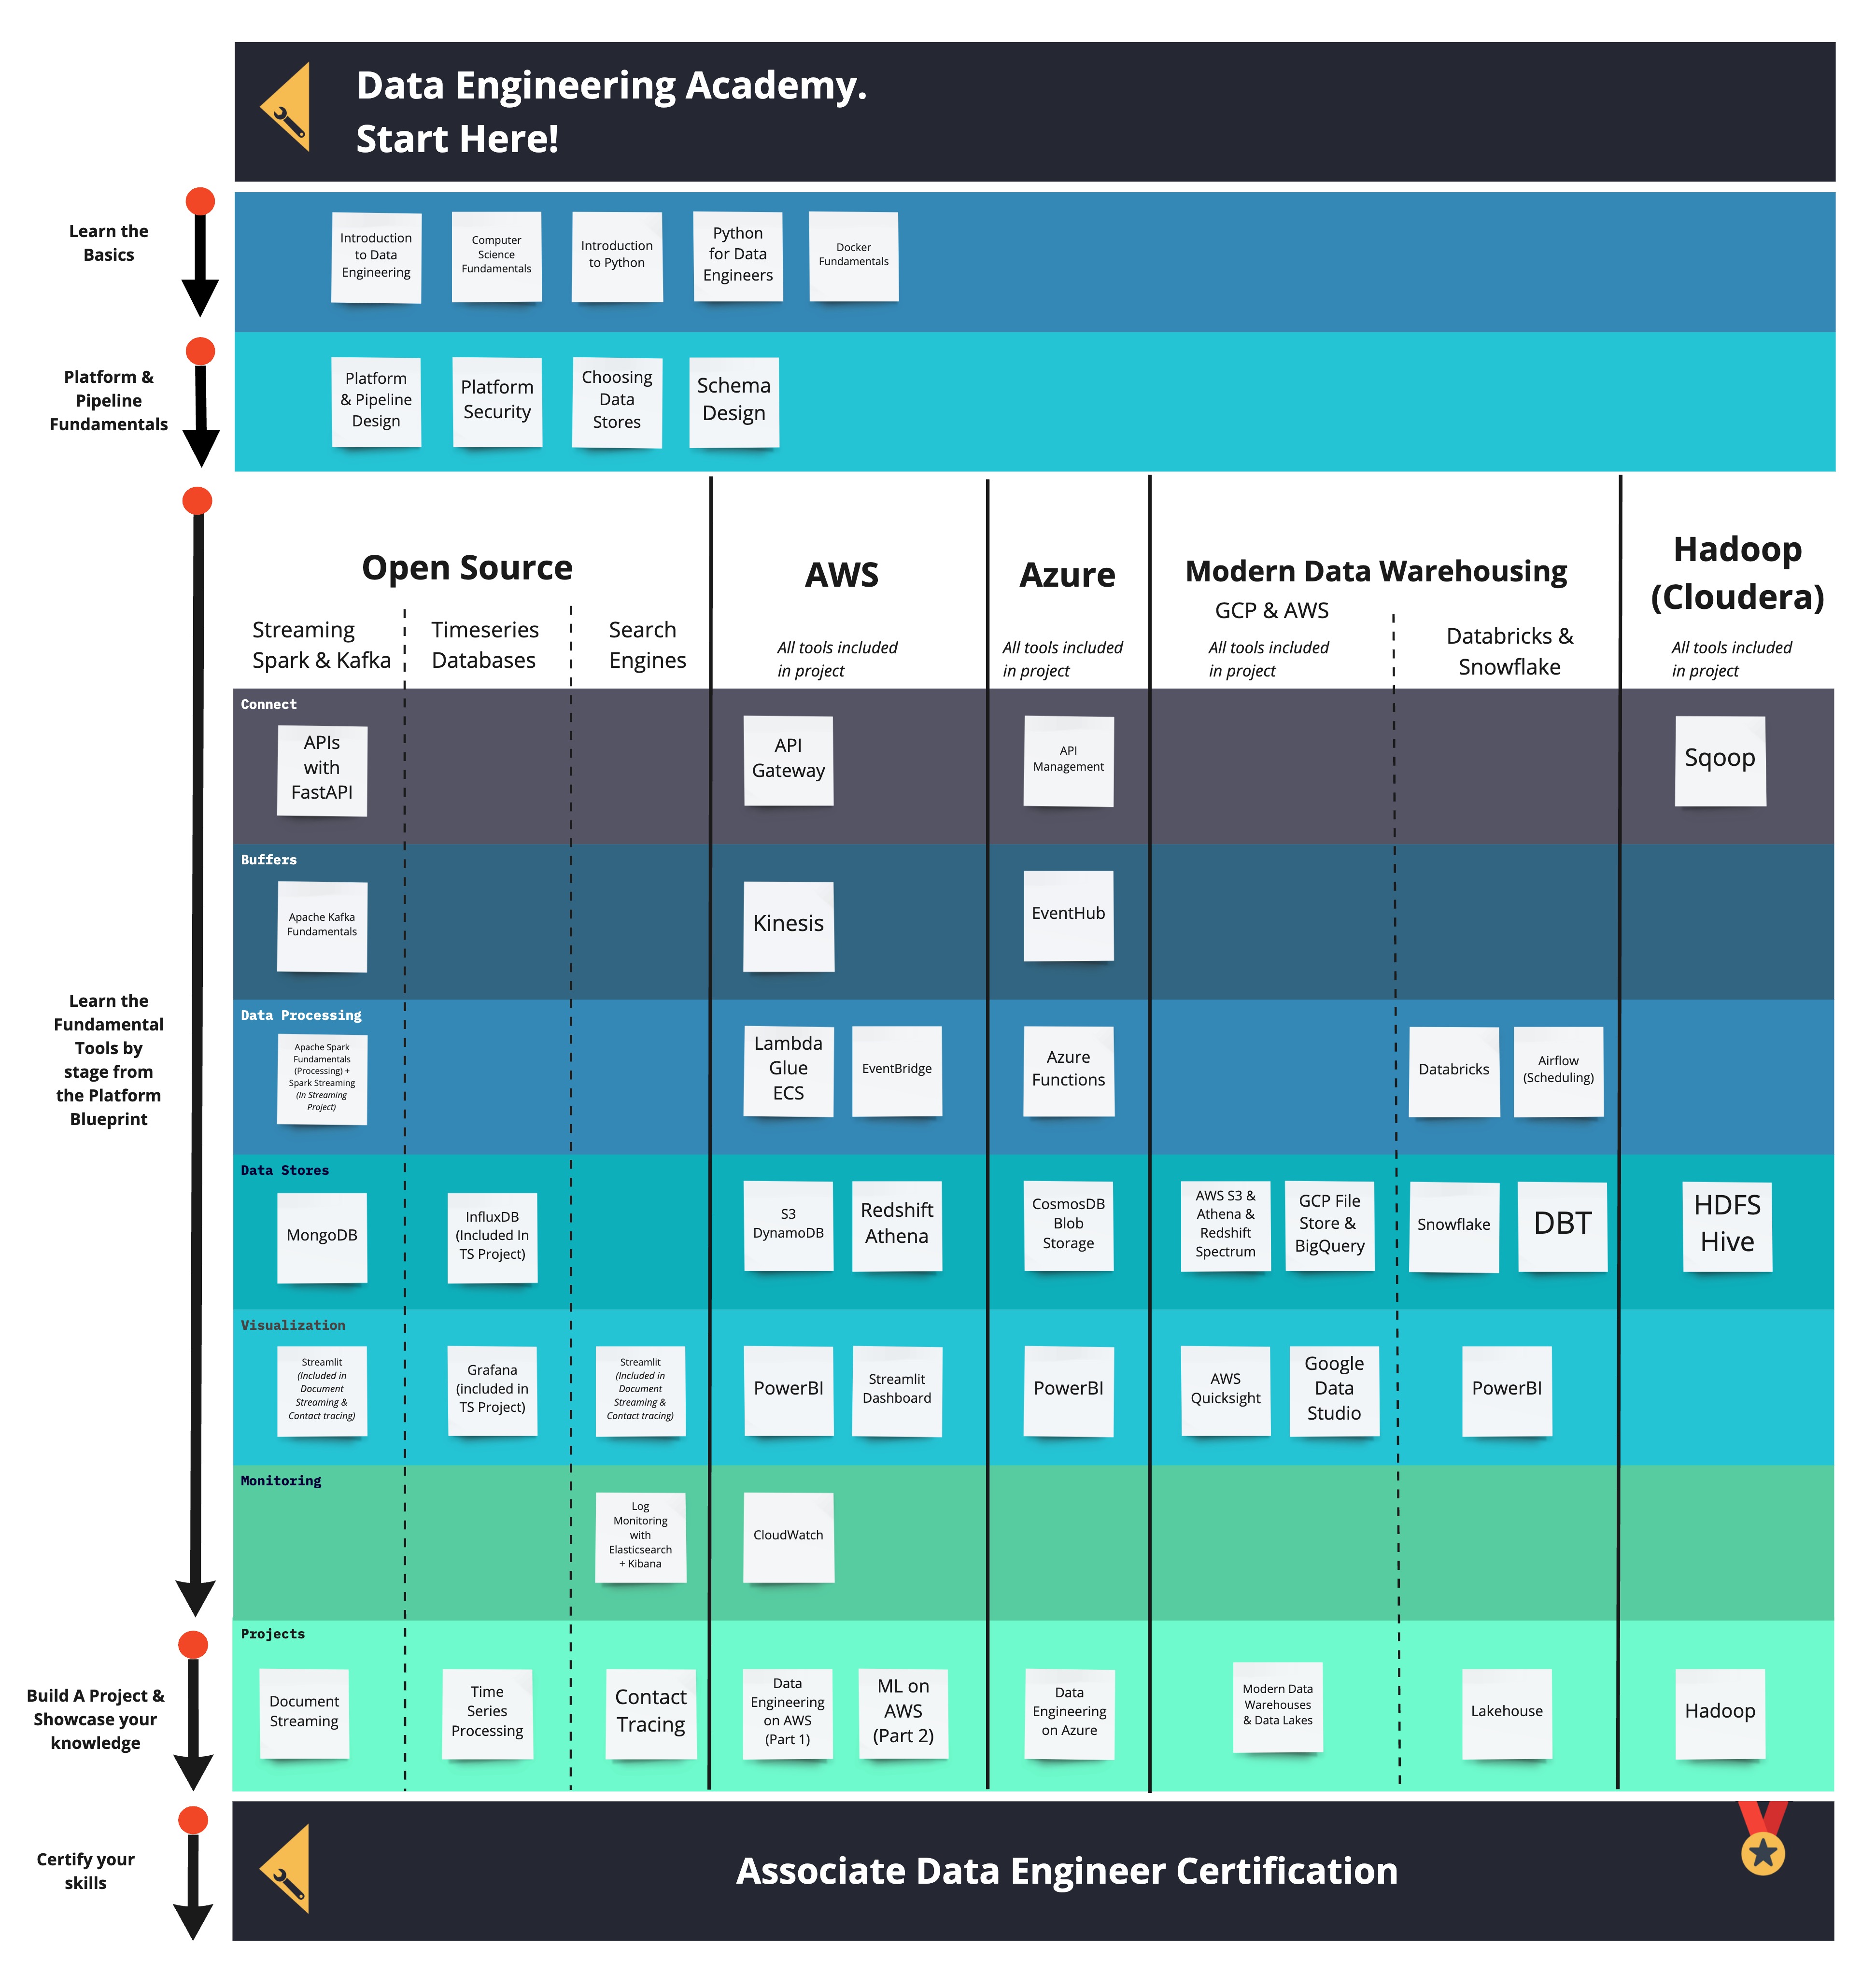 Data Engineering Academy.
Start Here!
Learn the
Basics
Introduction
to Data
Engineering
Computer
Science
Fundamentals
Introduction
to Python
Python
for Data
Engineers
Docker
Fundamentals
Platform &
Pipeline
Fundamentals
Platform
& Pipeline
Design
Platform
Security
Choosing
Data
Stores
Schema
Design
Open Source
Streaming
Spark & Kafka
Timeseries
Databases
Search
Engines
AWS
All tools included
in project
Azure
All tools included
in project
Modern Data Warehousing
GCP & AWS
All tools included
in project
Databricks &
Snowflake
Hadoop
(Cloudera)
All tools included
in project
Learn the
Fundamental
Tools by
stage from
the Platform
Blueprint
Connect
APIs
with
FastAPI
API
Gateway
API
Management
Sqoop
Buffers
Apache Kafka
Fundamentals
Kinesis
EventHub
Data Processing
Apache Spark
Fundamentals
(Processing) +
Spark Streaming
(In Streaming
Project)
Lambda
Glue
ECS
EventBridge
Azure
Functions
Databricks
Airflow
(Scheduling)
Data Stores
MongoDB
InfluxDB
(Included In
TS Project)
S3
DynamoDB
Redshift
Athena
CosmosDB
Blob
Storage
AWS S3 &
Athena &
Redshift
Spectrum
GCP File
Store &
BigQuery
Snowflake
DBT
HDFS
Hive
Visualization
Streamlit
(Included in
Document
Streaming &
Contact tracing)
Grafana
(included in
TS Project)
Streamlit
(Included in
Document
Streaming &
Contact tracing)
PowerBI
Streamlit
Dashboard
PowerBI
AWS
Quicksight
Google
Data
Studio
PowerBI
Monitoring
Log
Monitoring
with
Elasticsearch
+ Kibana
CloudWatch
Build A Project &
Showcase your
knowledge
Projects
Document
Streaming
Time
Series
Processing
Contact
Tracing
Data
Engineering
on AWS
(Part 1)
ML on
AWS
(Part 2)
Data
Engineering
on Azure
Modern Data
Warehouses
& Data Lakes
Lakehouse
Hadoop
Certify your
skills
Associate Data Engineer Certification